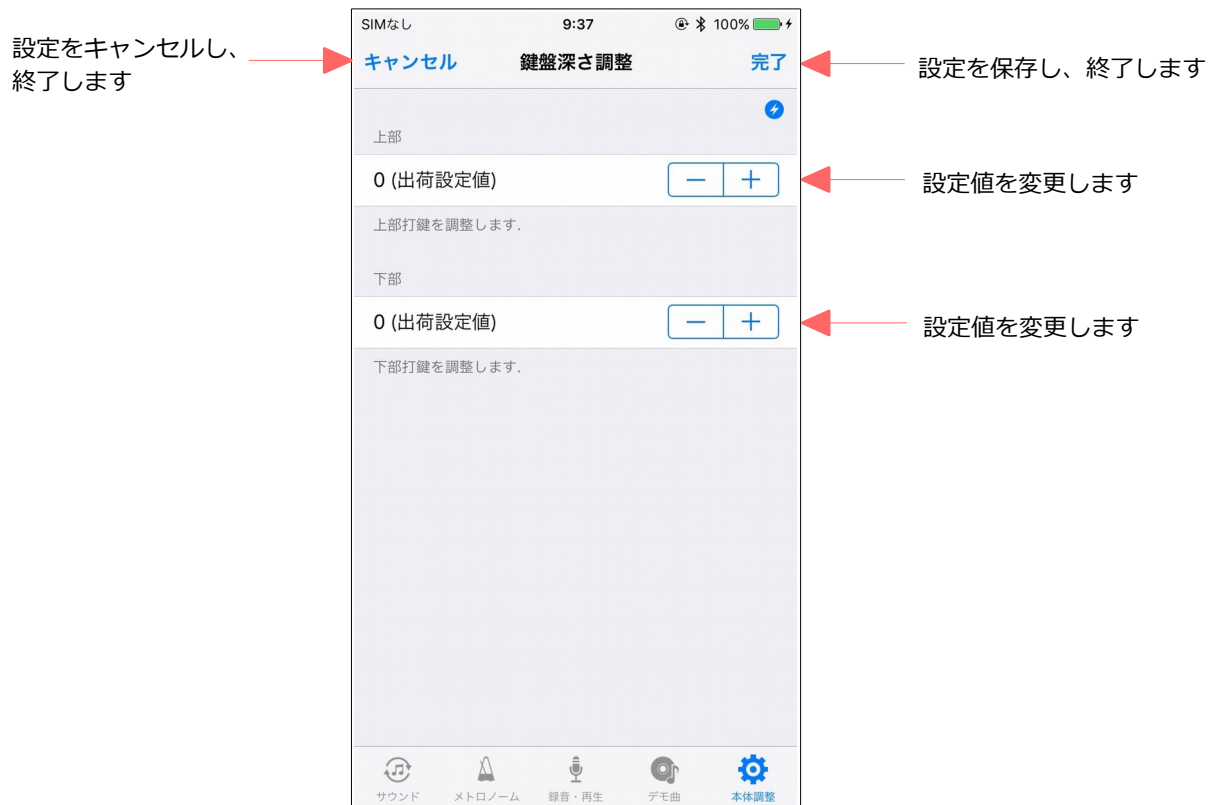 SIMなし 9:37 100%
設定をキャンセルし、
終了します
キャンセル 鍵盤深さ調整 完了
設定を保存し、終了します
上部
0 (出荷設定値)
設定値を変更します
上部打鍵を調整します.
下部
0 (出荷設定値)
設定値を変更します
下部打鍵を調整します.
サウンド メトロノーム 録音・再生 デモ曲 本体調整